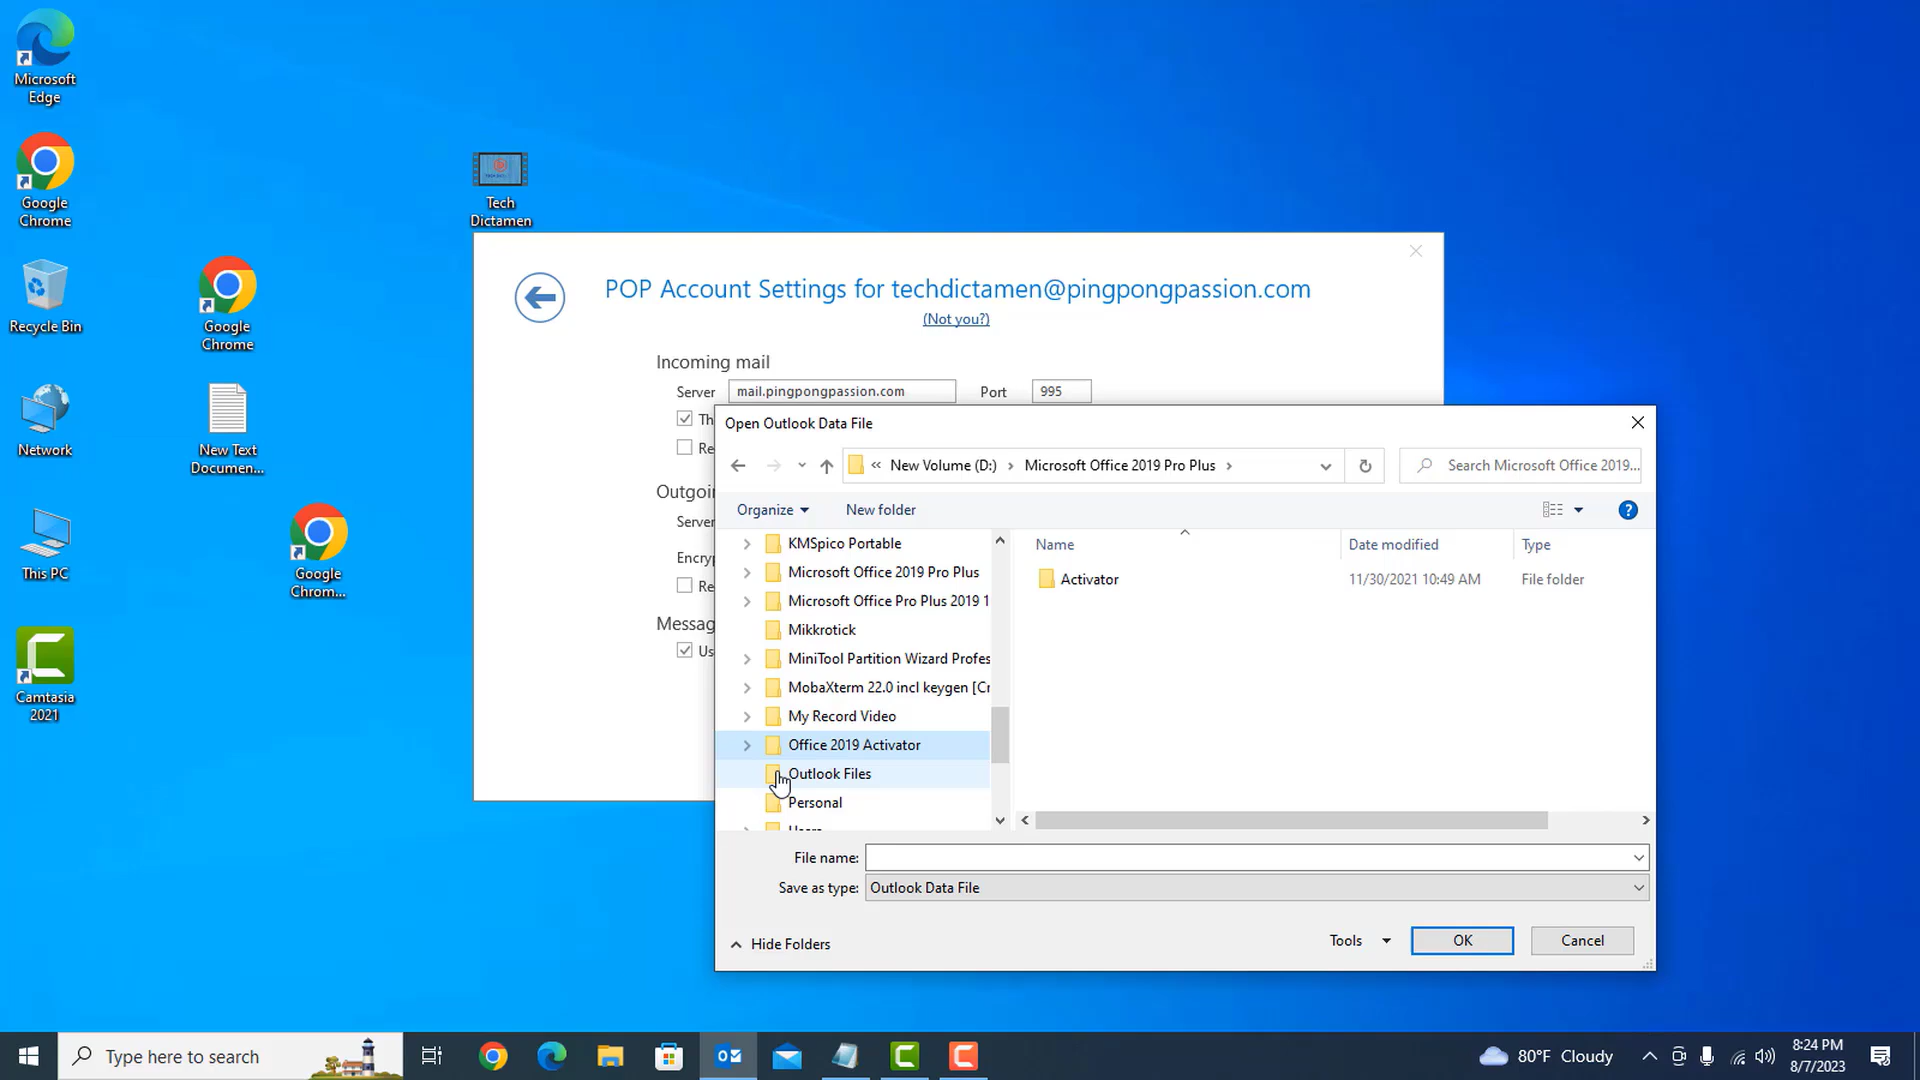 Microsoft
Edge
Google
Chrome
Recycle Bin
Network
This PC
Camtasia
2021
Google
Chrome
New Text
Documen...
Google
Chrom...
Tech
Dictamen
POP Account Settings for techdictamen@pingpongpassion.com
(Not you?)
Incoming mail
Server mail.pingpongpassion.com Port 995
Th
Re
Outgoi
Server
Encryp
Re
Messag
Us
Open Outlook Data File
« New Volume (D:) › Microsoft Office 2019 Pro Plus ›
Search Microsoft Office 2019...
Organize New folder
KMSpico Portable
Microsoft Office 2019 Pro Plus
Microsoft Office Pro Plus 2019 1
Mikkrotick
MiniTool Partition Wizard Profes
MobaXterm 22.0 incl keygen [Cr
My Record Video
Office 2019 Activator
Outlook Files
Personal
Name Date modified Type
Activator 11/30/2021 10:49 AM File folder
File name:
Save as type: Outlook Data File
Hide Folders
Tools OK Cancel
Type here to search
80°F Cloudy
8:24 PM
8/7/2023